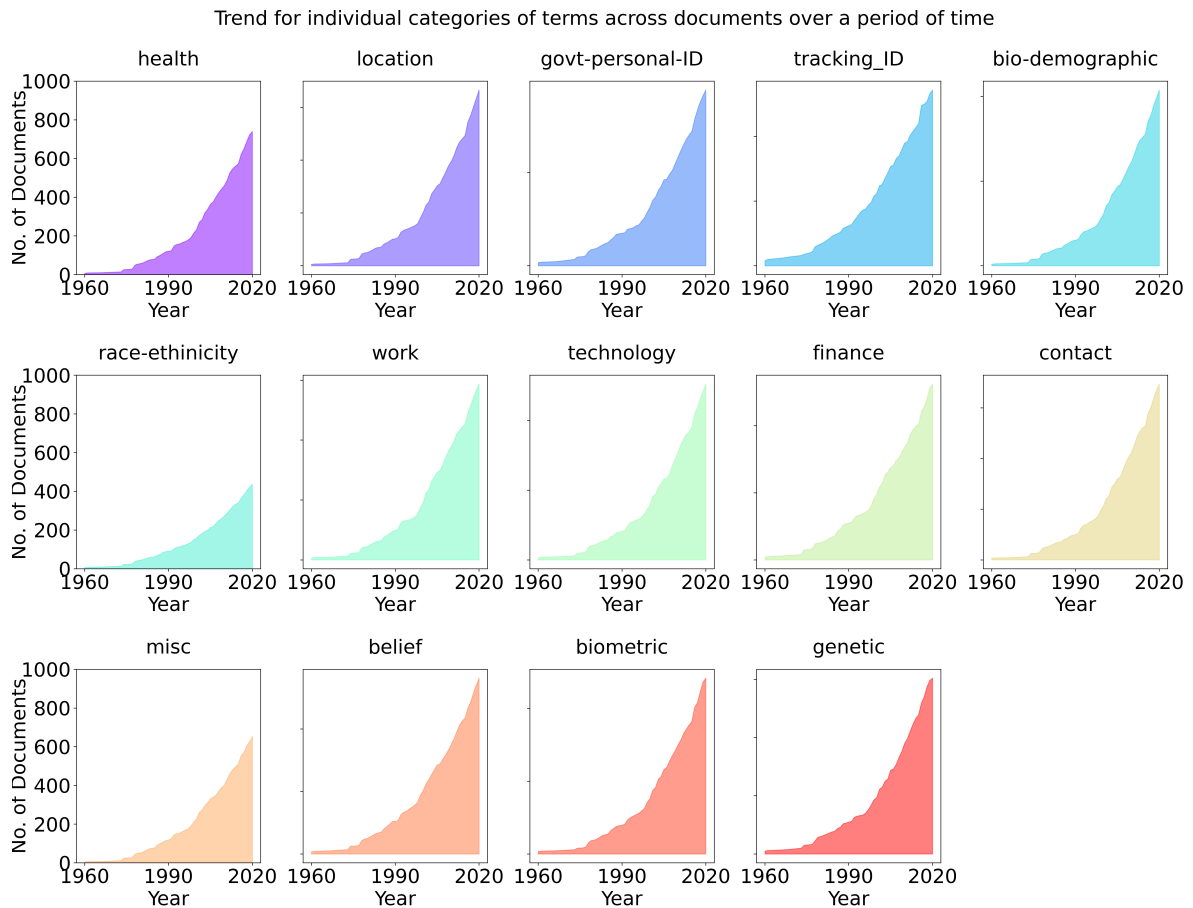 Trend for individual categories of terms across documents over a period of time
health location govt-personal-ID tracking_ID bio-demographic
No. of Documents
1000
800
600
400
200
0
1960 1990 2020 1960 1990 2020 1960 1990 2020 1960 1990 2020 1960 1990 2020
Year Year Year Year Year
race-ethinicity work technology finance contact
No. of Documents
1000
800
600
400
200
0
1960 1990 2020 1960 1990 2020 1960 1990 2020 1960 1990 2020 1960 1990 2020
Year Year Year Year Year
misc belief biometric genetic
No. of Documents
1000
800
600
400
200
0
1960 1990 2020 1960 1990 2020 1960 1990 2020 1960 1990 2020
Year Year Year Year